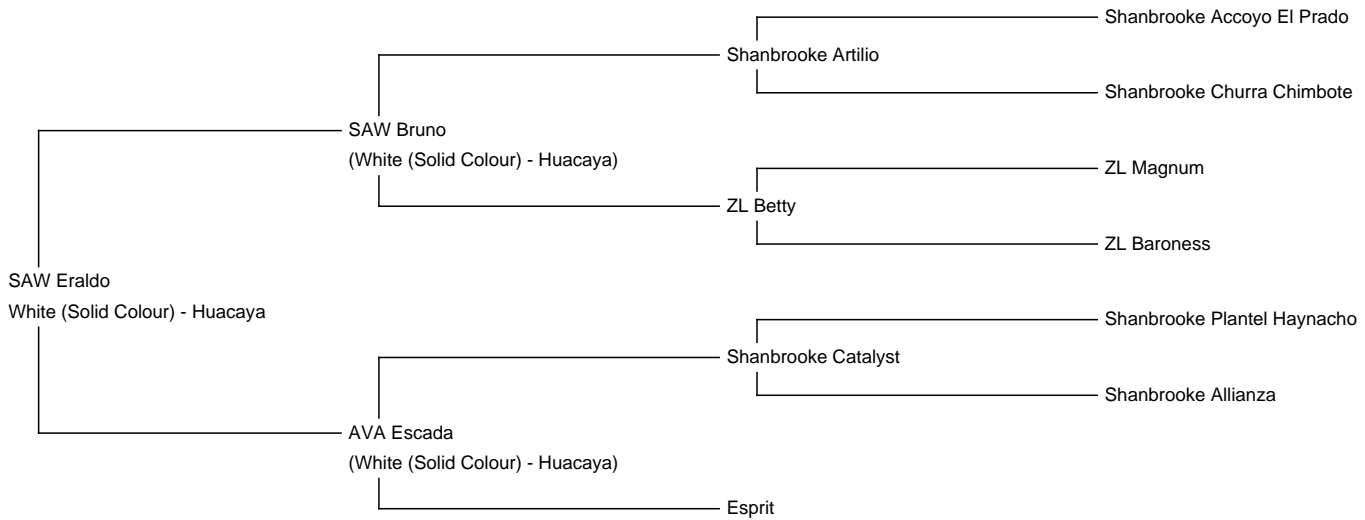 Shanbrooke Accoyo El Prado
Shanbrooke Artilio
Shanbrooke Churra Chimbote
SAW Bruno
(White (Solid Colour) - Huacaya)
ZL Magnum
ZL Betty
ZL Baroness
SAW Eraldo
White (Solid Colour) - Huacaya
Shanbrooke Plantel Haynacho
Shanbrooke Catalyst
Shanbrooke Allianza
AVA Escada
(White (Solid Colour) - Huacaya)
Esprit